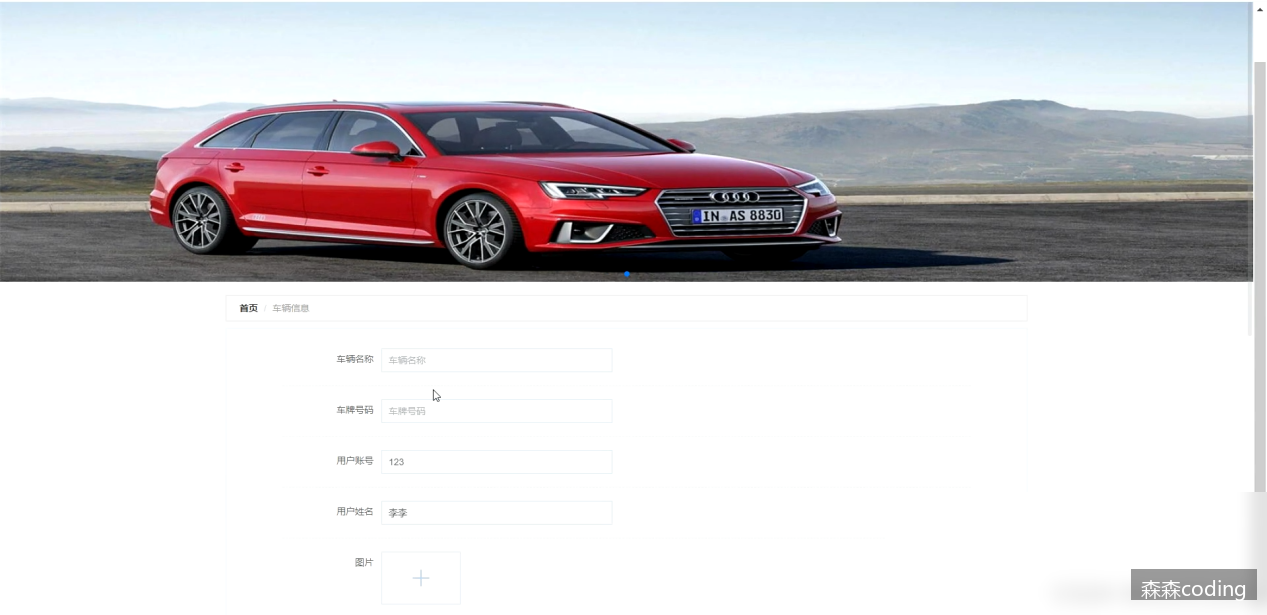 IN AS 8830
首页 / 车辆信息
车辆名称 车辆名称
车牌号码 车牌号码
用户账号 123
用户姓名 李李
图片
森森coding